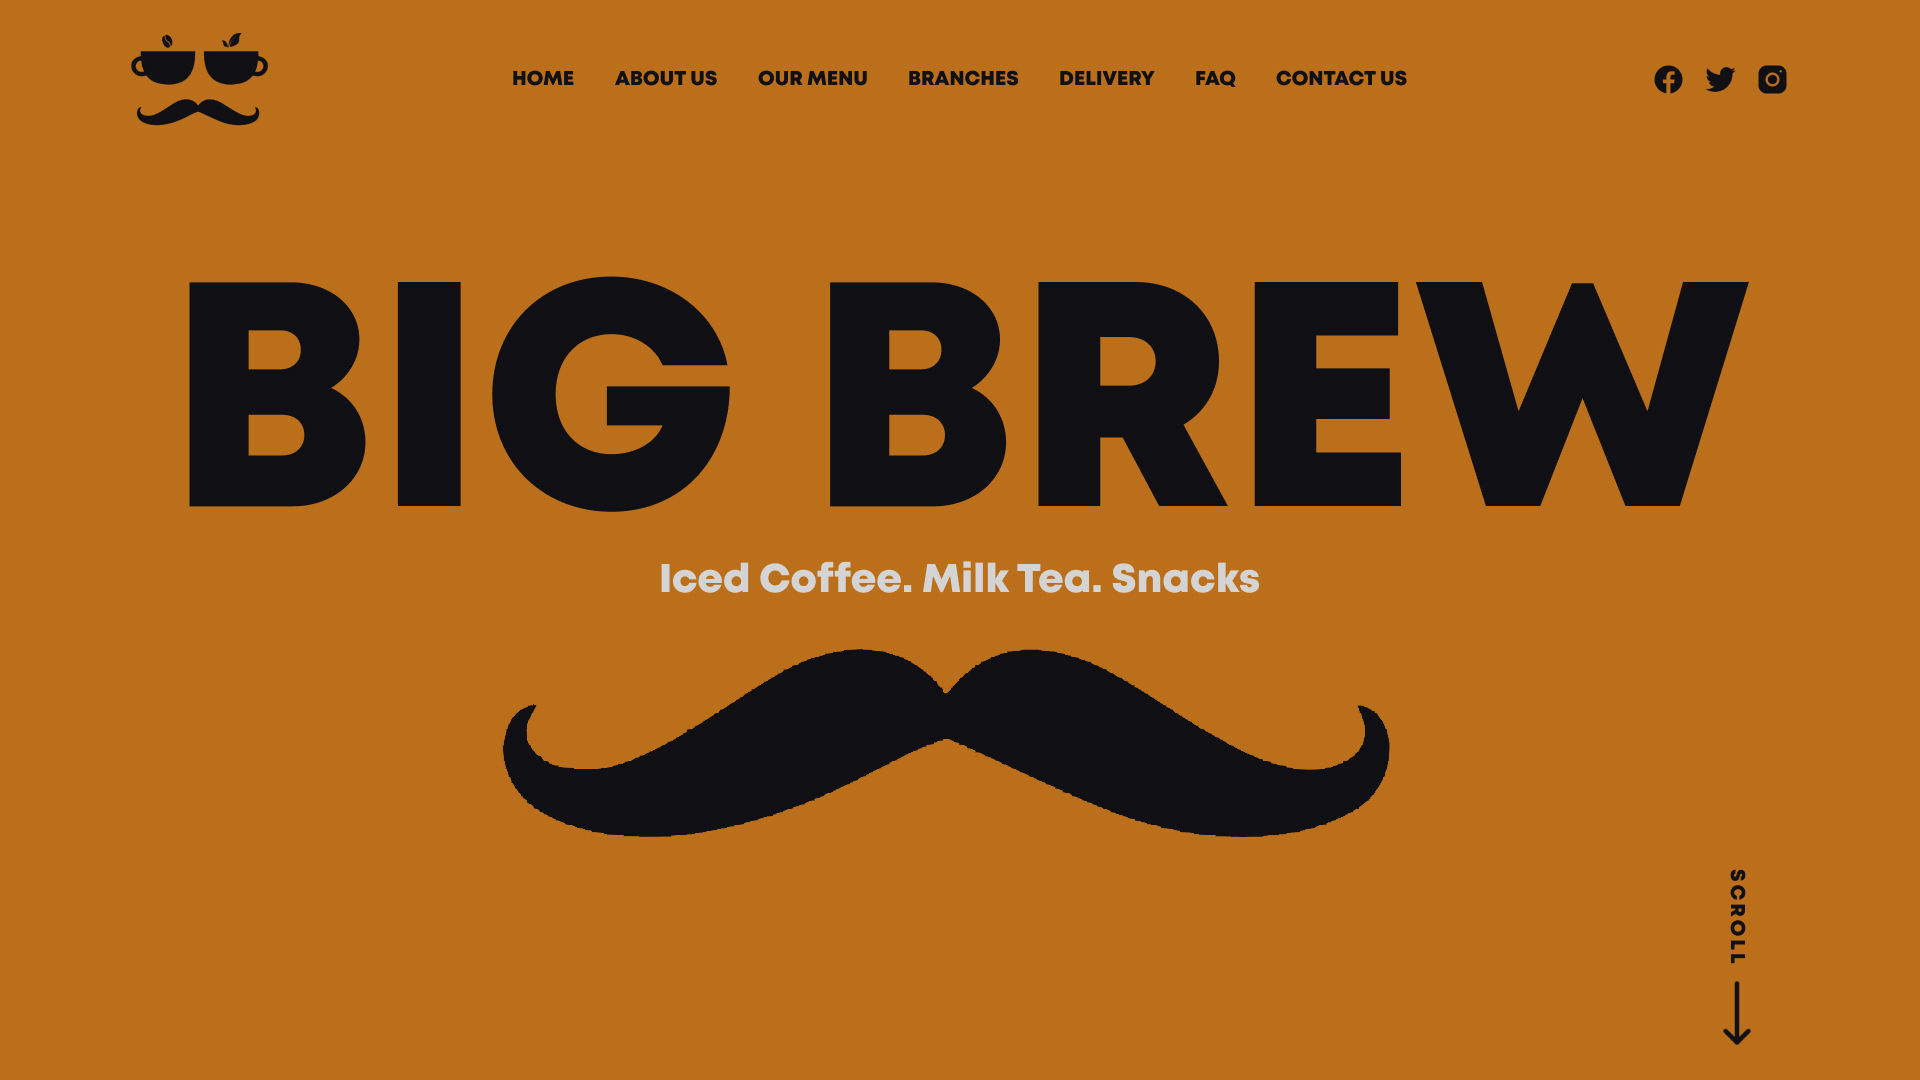 HOME ABOUT US OUR MENU BRANCHES DELIVERY FAQ CONTACT US
BIG BREW
Iced Coffee. Milk Tea. Snacks
SCROLL